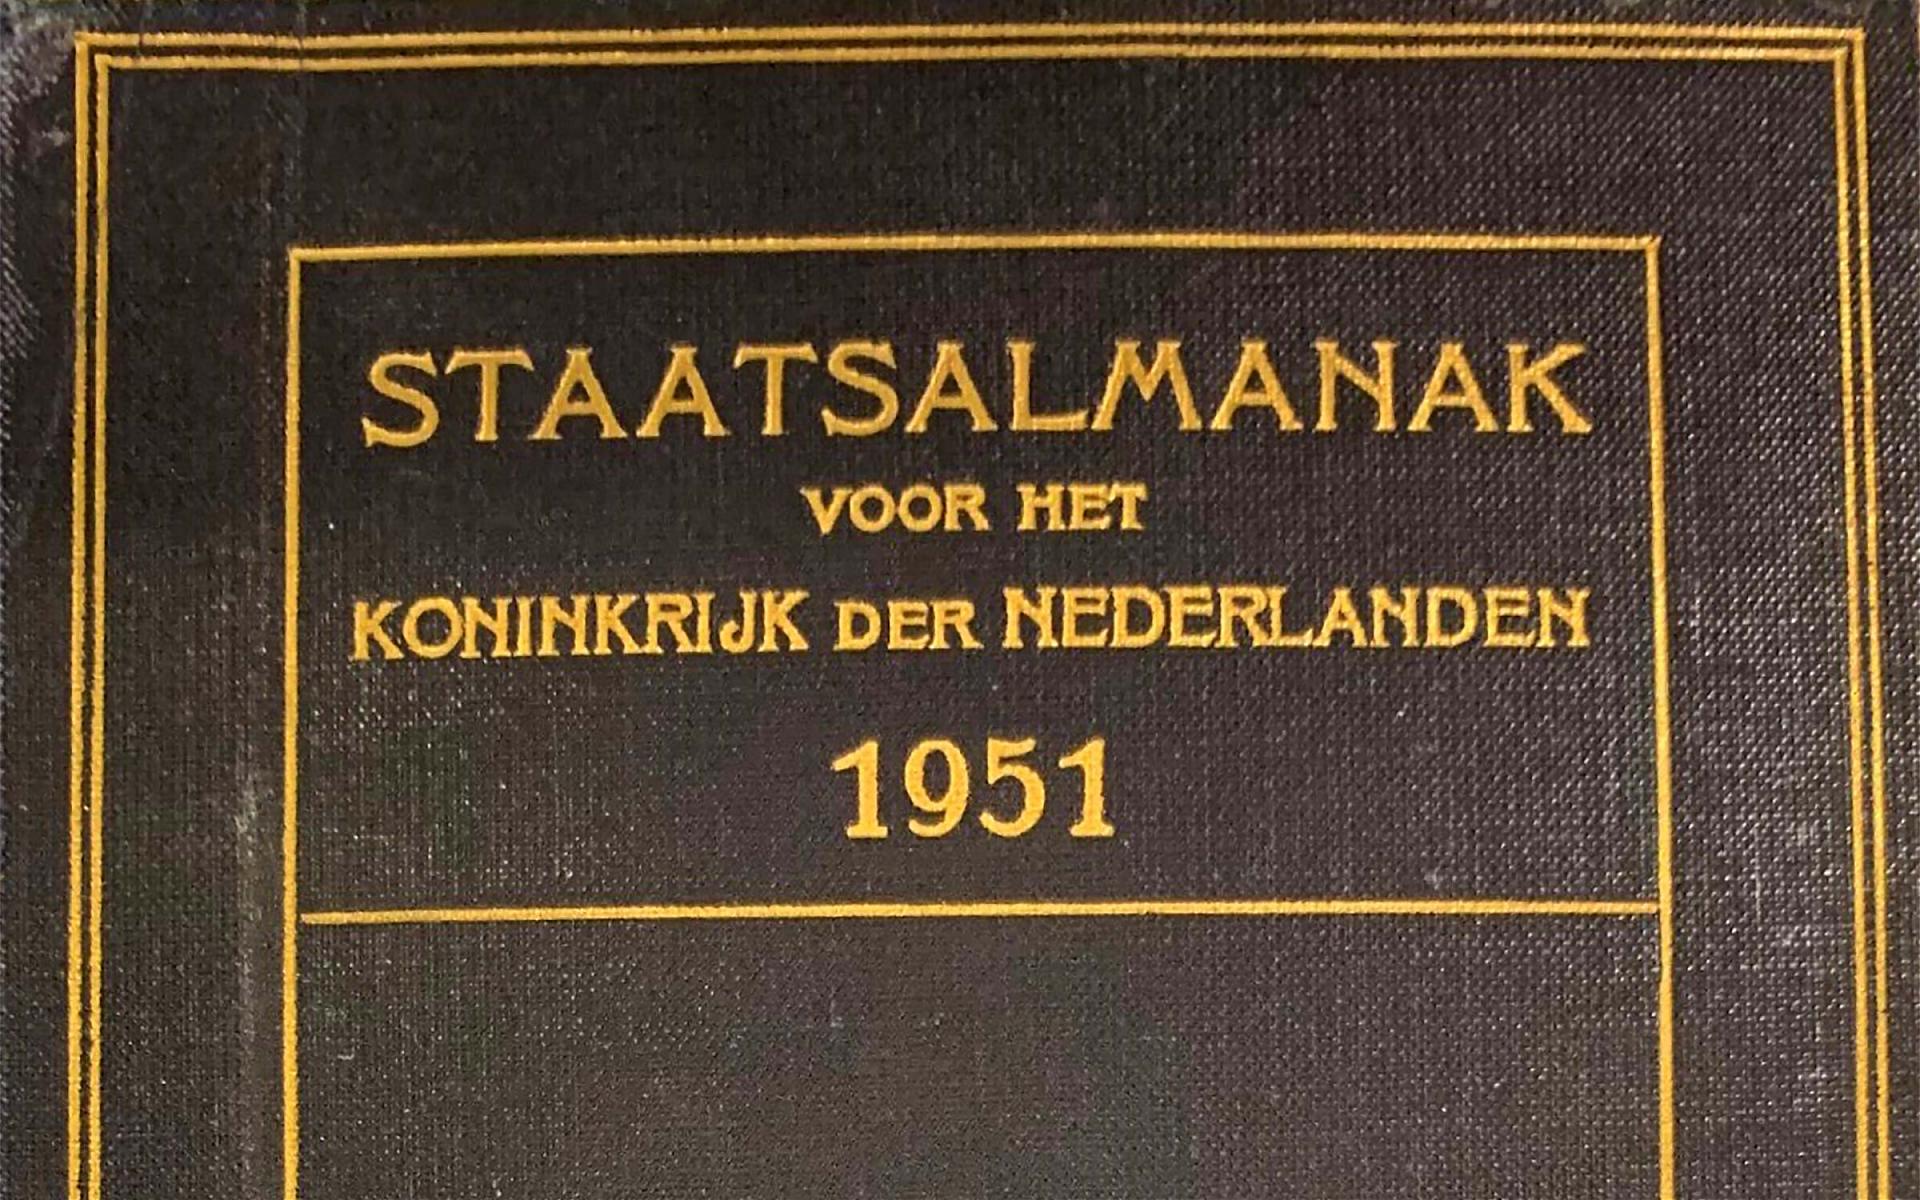 STAATSALMANAK
VOOR HET
KONINKRIJK DER NEDERLANDEN
1951